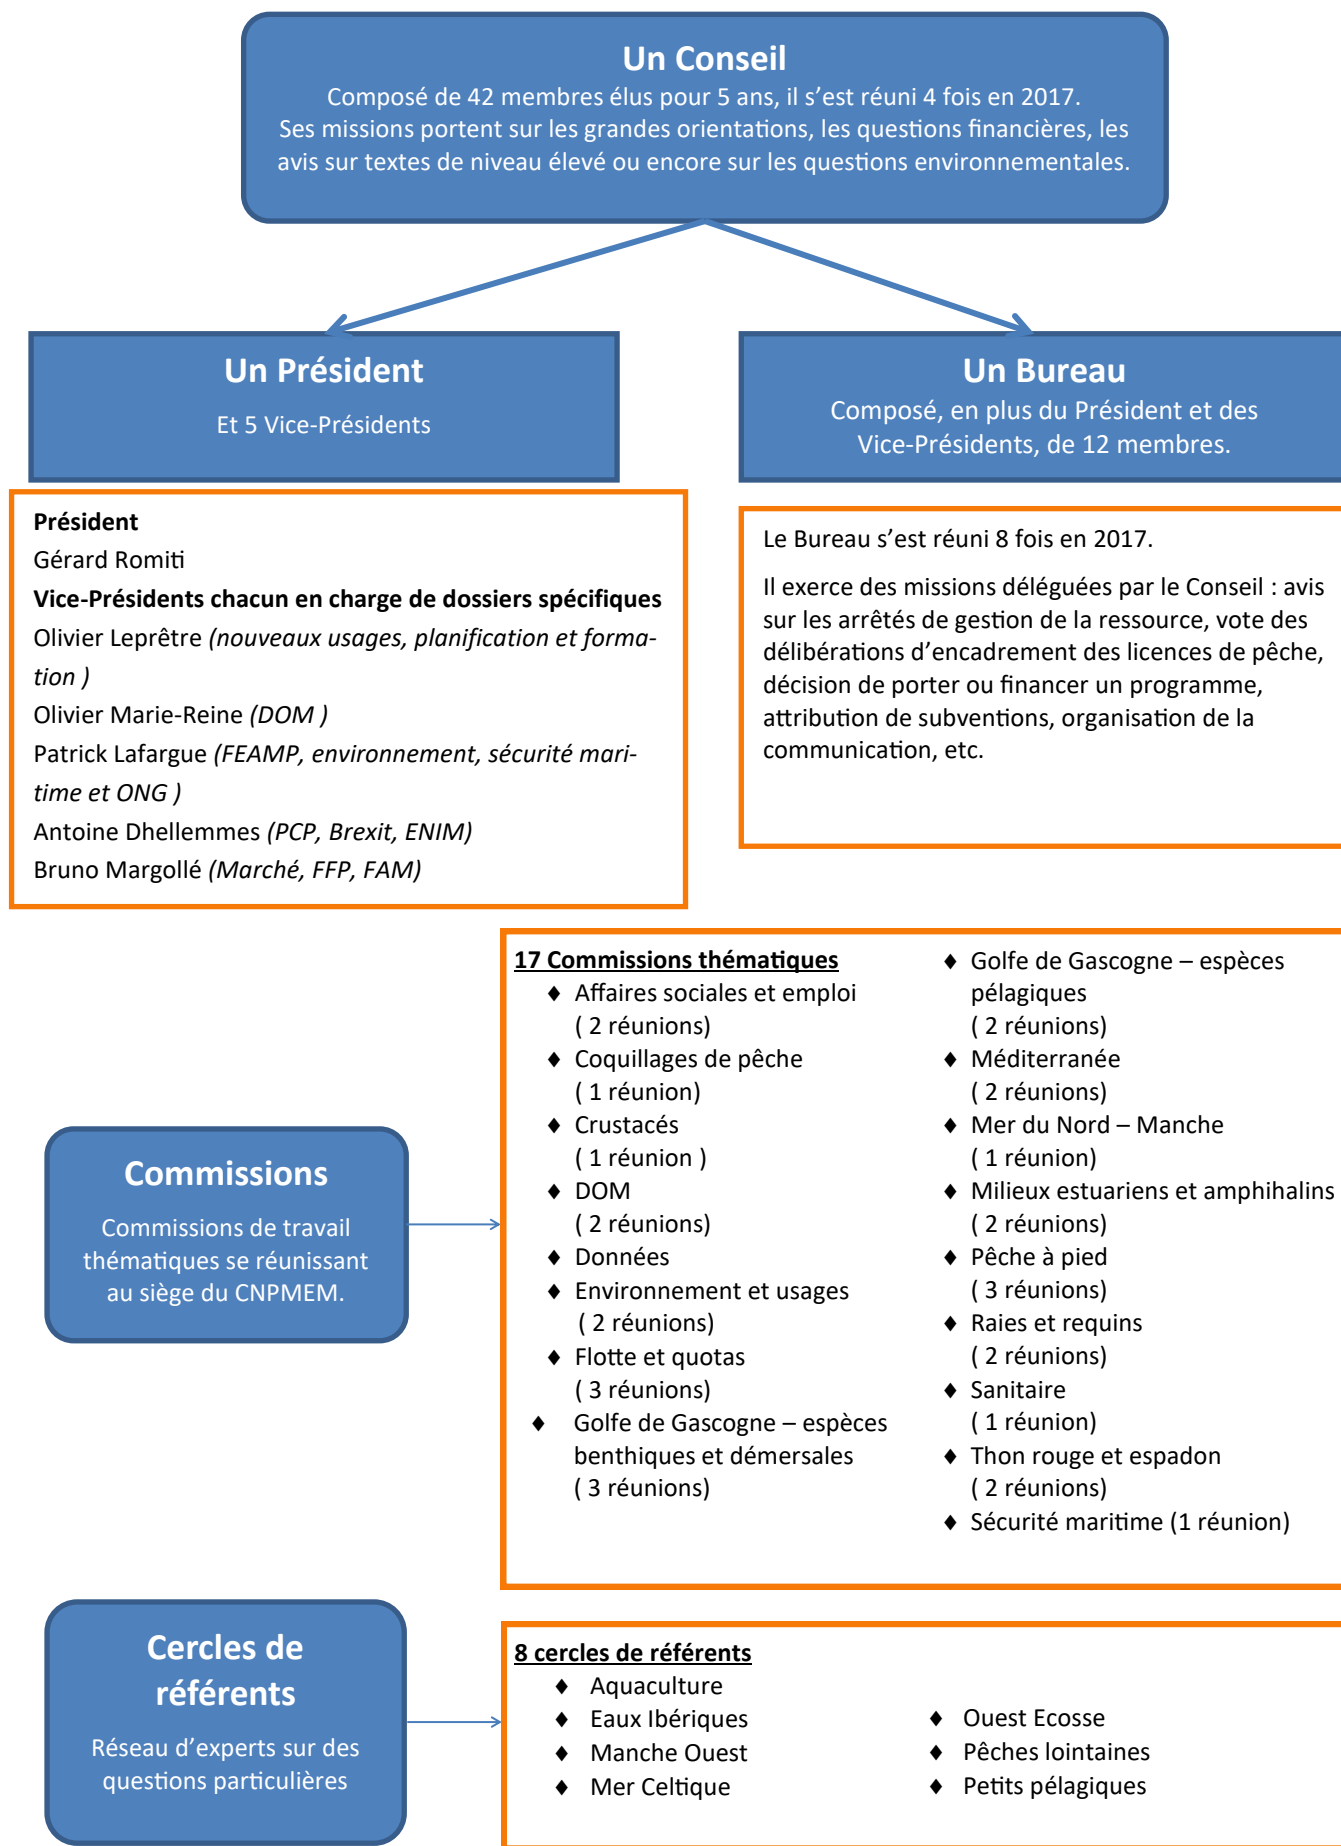 Un Conseil
Composé de 42 membres élus pour 5 ans, il s’est réuni 4 fois en 2017.
Ses missions portent sur les grandes orientations, les questions financières, les
avis sur textes de niveau élevé ou encore sur les questions environnementales.
Un Président
Et 5 Vice-Présidents
Un Bureau
Composé, en plus du Président et des
Vice-Présidents, de 12 membres.
Président
Gérard Romiti
Vice-Présidents chacun en charge de dossiers spécifiques
Olivier Leprêtre (nouveaux usages, planification et forma-
tion )
Olivier Marie-Reine (DOM )
Patrick Lafargue (FEAMP, environnement, sécurité mari-
time et ONG )
Antoine Dhellemmes (PCP, Brexit, ENIM)
Bruno Margollé (Marché, FFP, FAM)
Le Bureau s’est réuni 8 fois en 2017.
Il exerce des missions déléguées par le Conseil : avis
sur les arrêtés de gestion de la ressource, vote des
délibérations d’encadrement des licences de pêche,
décision de porter ou financer un programme,
attribution de subventions, organisation de la
communication, etc.
Commissions
Commissions de travail
thématiques se réunissant
au siège du CNPMEM.
17 Commissions thématiques
♦ Affaires sociales et emploi
( 2 réunions)
♦ Coquillages de pêche
( 1 réunion)
♦ Crustacés
( 1 réunion )
♦ DOM
( 2 réunions)
♦ Données
♦ Environnement et usages
( 2 réunions)
♦ Flotte et quotas
( 3 réunions)
♦ Golfe de Gascogne – espèces
benthiques et démersales
( 3 réunions)
♦ Golfe de Gascogne – espèces
pélagiques
( 2 réunions)
♦ Méditerranée
( 2 réunions)
♦ Mer du Nord – Manche
( 1 réunion)
♦ Milieux estuariens et amphihalins
( 2 réunions)
♦ Pêche à pied
( 3 réunions)
♦ Raies et requins
( 2 réunions)
♦ Sanitaire
( 1 réunion)
♦ Thon rouge et espadon
( 2 réunions)
♦ Sécurité maritime (1 réunion)
Cercles de
référents
Réseau d’experts sur des
questions particulières
8 cercles de référents
♦ Aquaculture
♦ Eaux Ibériques
♦ Manche Ouest
♦ Mer Celtique
♦ Ouest Ecosse
♦ Pêches lointaines
♦ Petits pélagiques